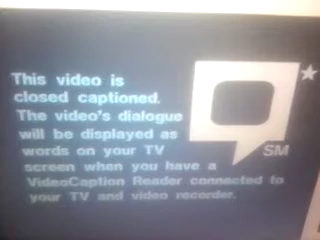 This video is
closed captioned.
The video's dialogue
will be displayed as
words on your TV
screen when you have a
VideoCaption Reader connected to
your TV and video recorder.
SM